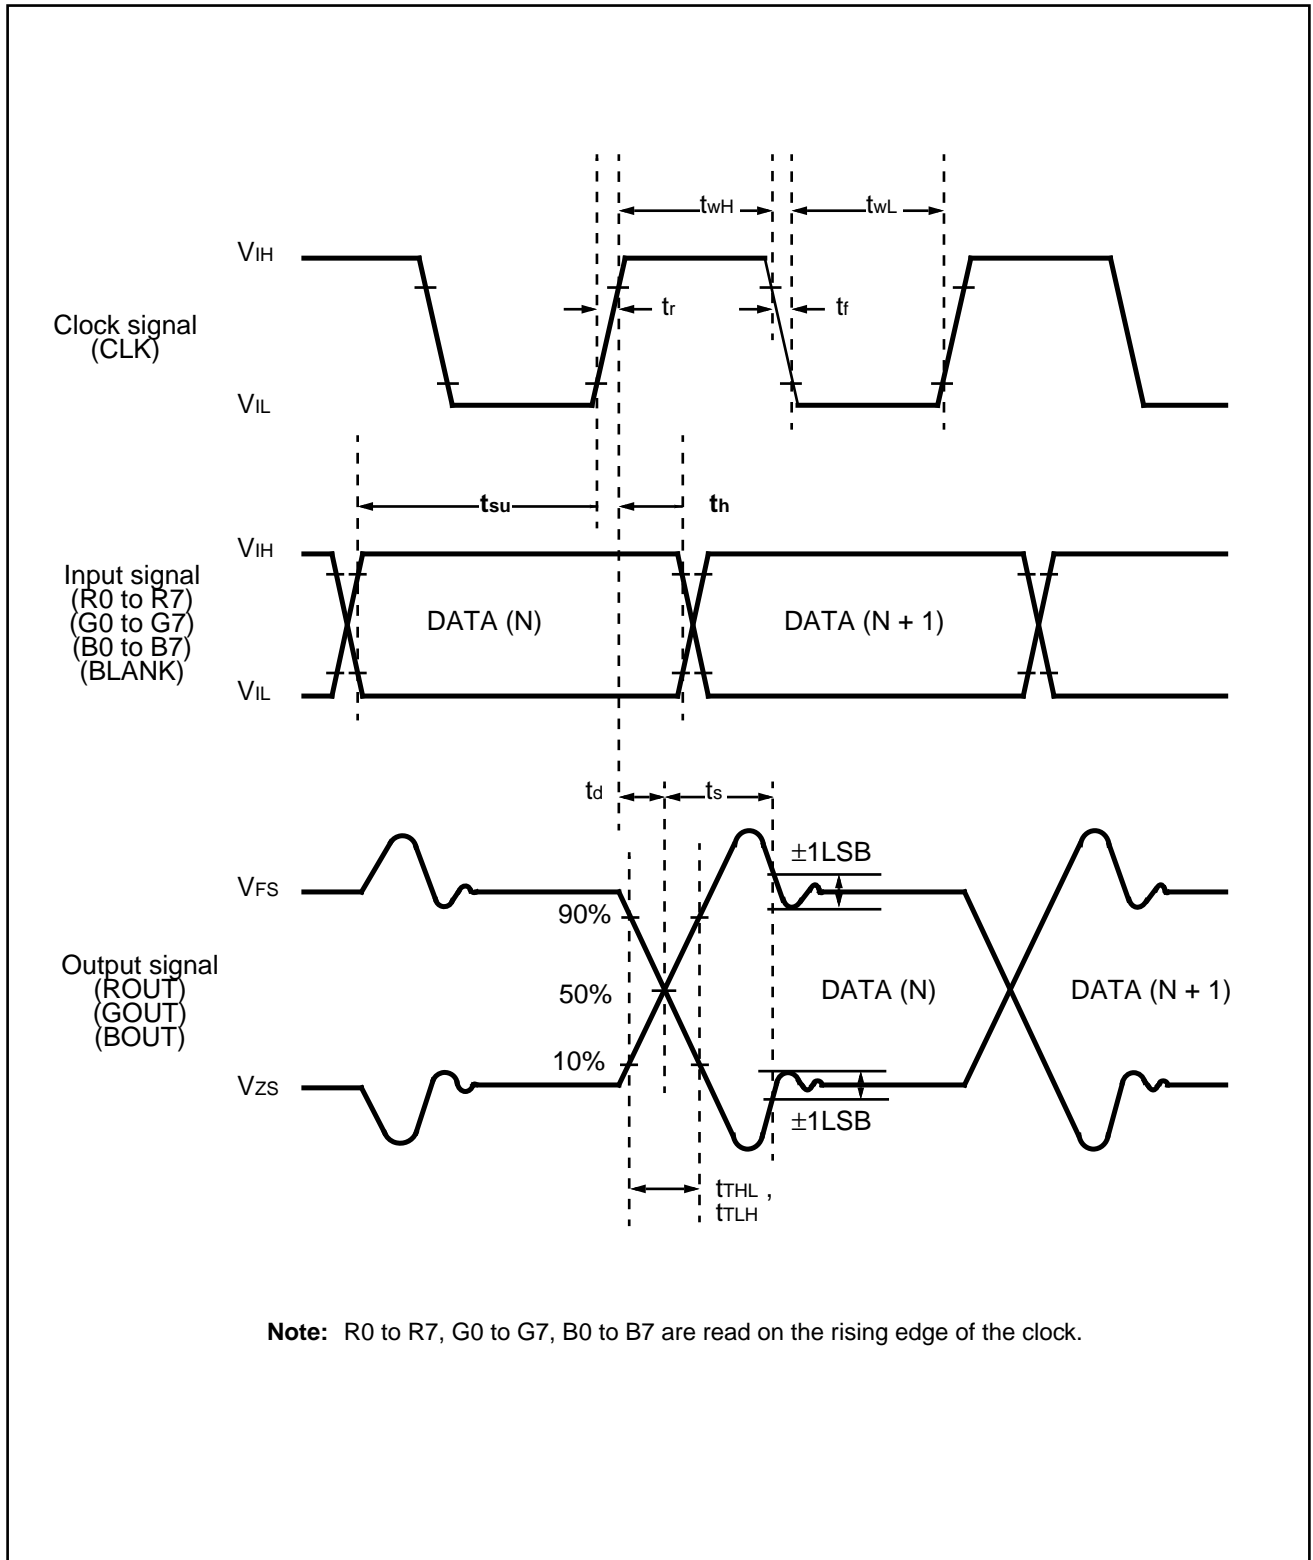 twH
twL
VIH
Clock signal
(CLK)
tr
tf
VIL
tsu
th
VIH
Input signal
(R0 to R7)
(G0 to G7)
(B0 to B7)
(BLANK)
DATA (N)
DATA (N + 1)
VIL
td
ts
±1LSB
VFS
90%
Output signal
(ROUT)
(GOUT)
(BOUT)
50%
DATA (N)
DATA (N + 1)
10%
VZS
±1LSB
tTHL ,
tTLH
Note: R0 to R7, G0 to G7, B0 to B7 are read on the rising edge of the clock.